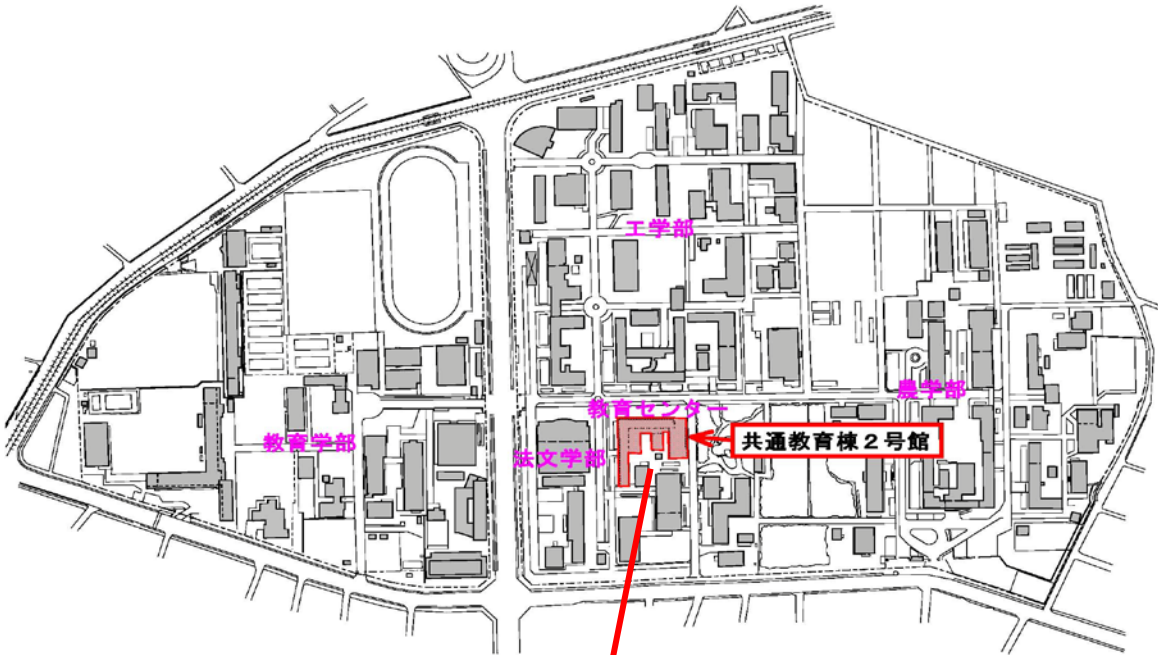 工学部
教育センター
農学部
教育学部
法文学部
共通教育棟２号館